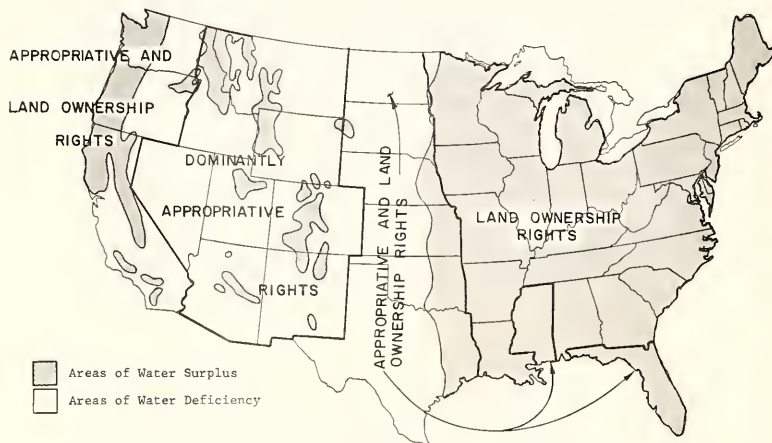 APPROPRIATIVE AND
LAND OWNERSHIP
RIGHTS
DOMINANTLY
APPROPRIATIVE
RIGHTS
APPROPRIATIVE AND LAND
OWNERSHIP RIGHTS
LAND OWNERSHIP
RIGHTS
Areas of Water Surplus
Areas of Water Deficiency